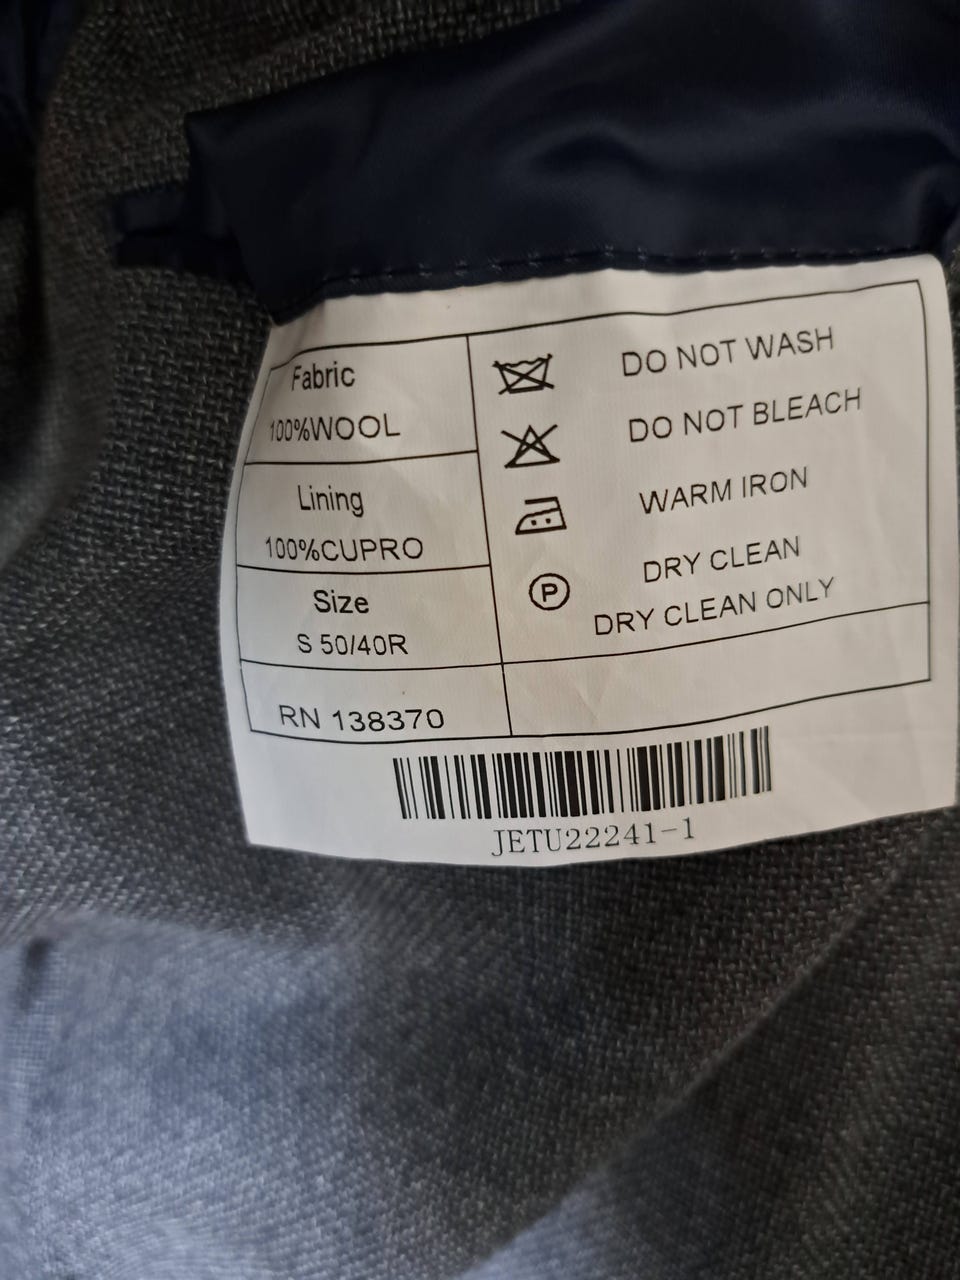 Fabric
100%WOOL
Lining
100%CUPRO
Size
S 50/40R
RN 138370
DO NOT WASH
DO NOT BLEACH
WARM IRON
P
DRY CLEAN
DRY CLEAN ONLY
JETU22241-1